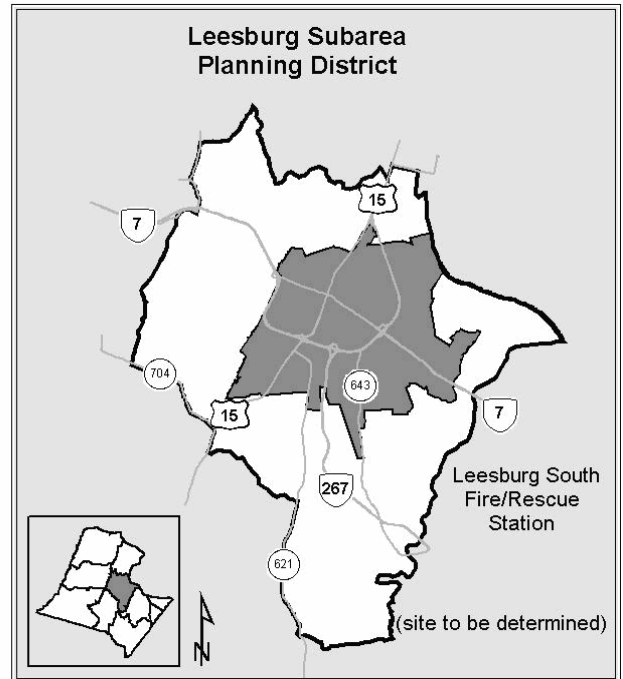 Leesburg Subarea
Planning District
15
7
704
15
643
7
267
Leesburg South
Fire/Rescue
Station
621
(site to be determined)
N